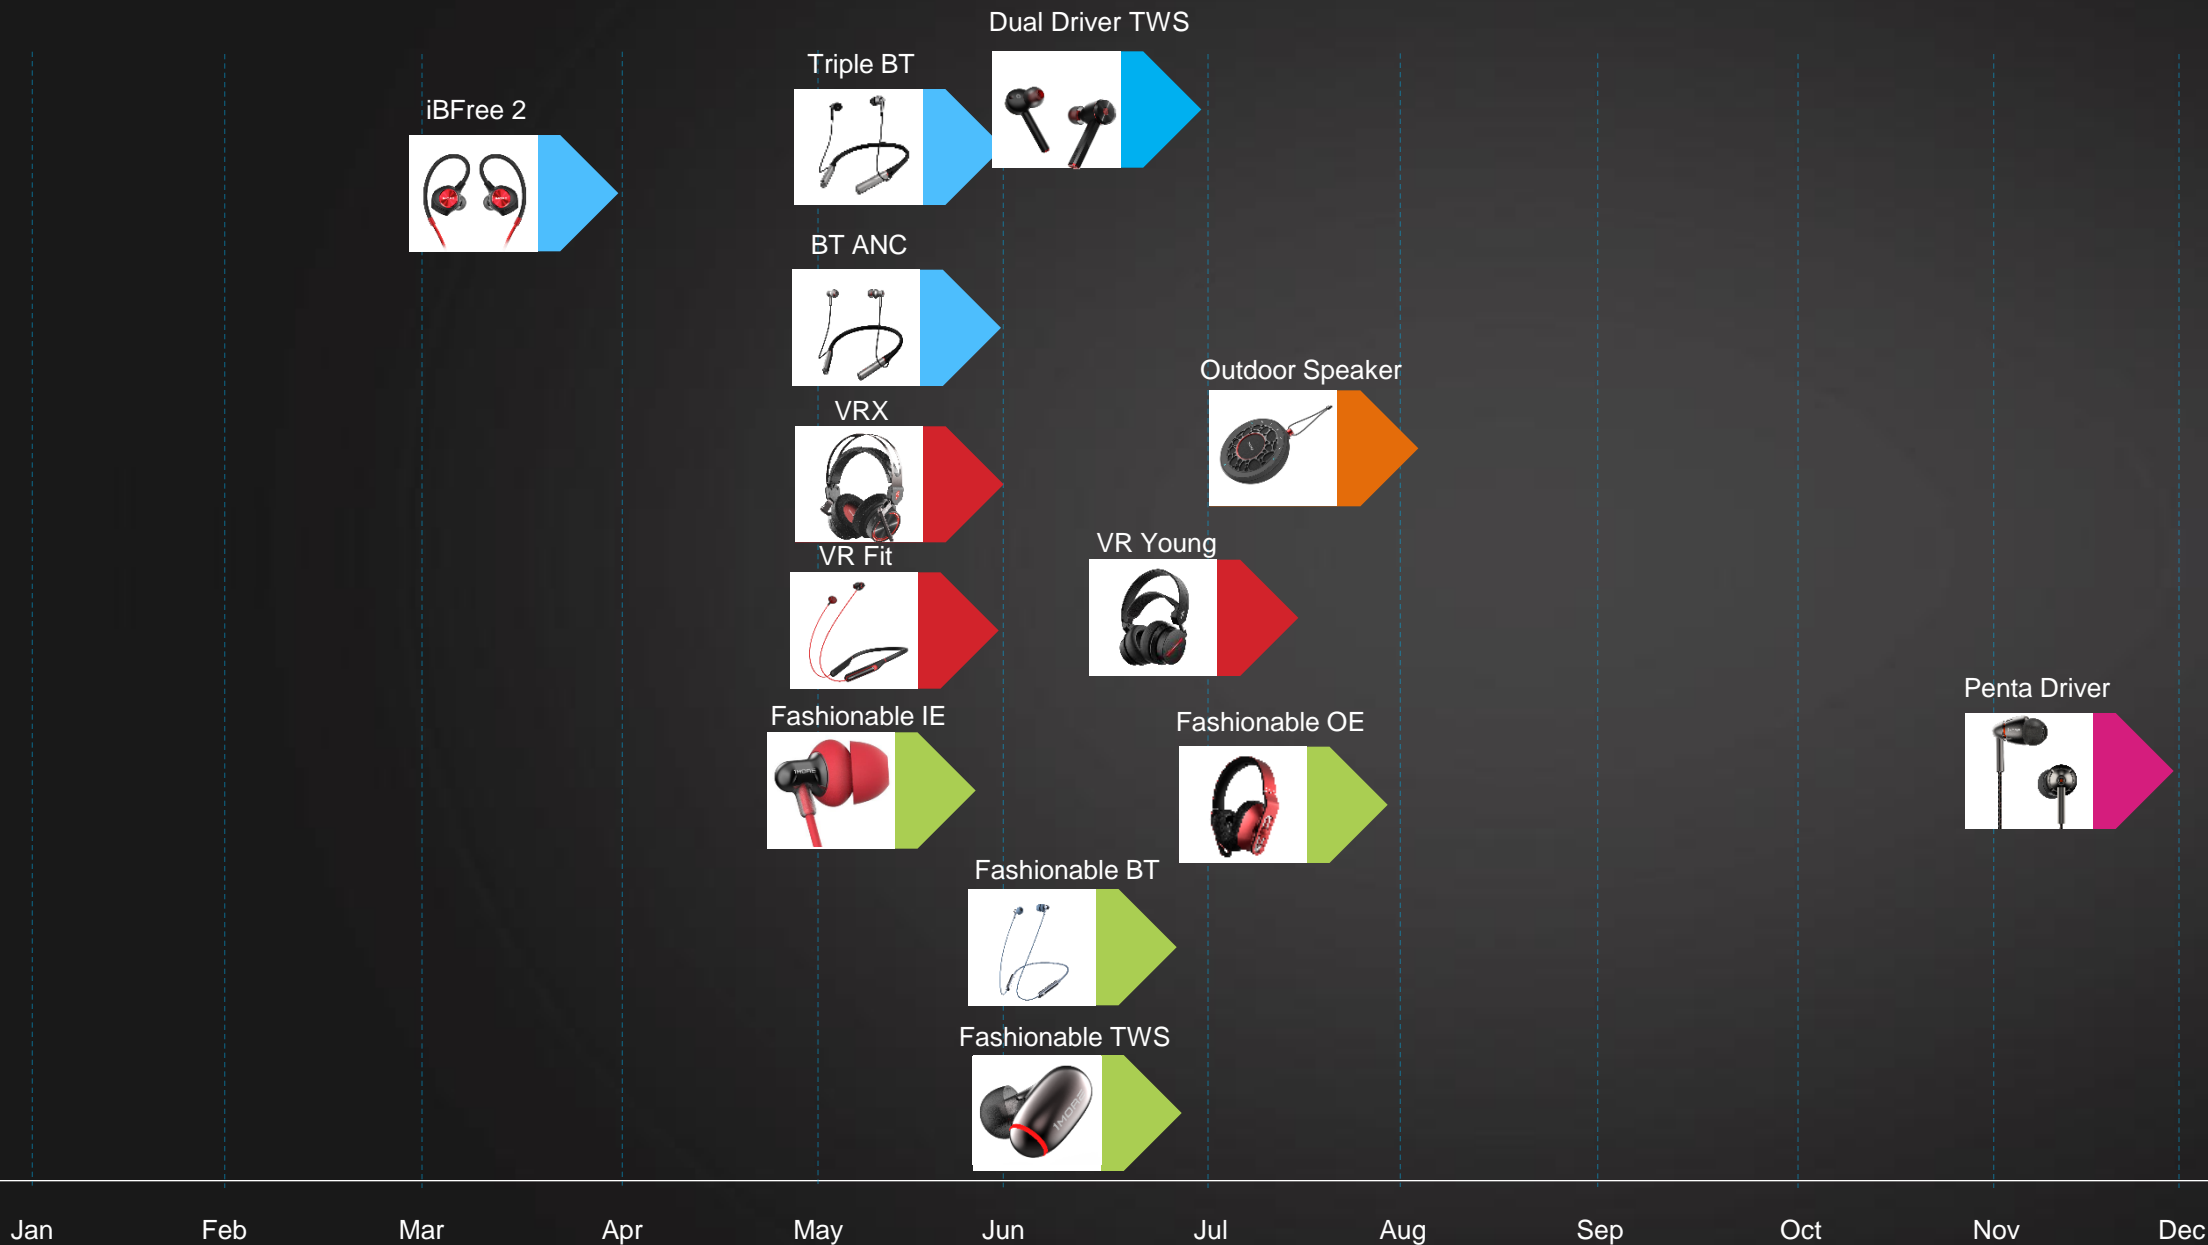 Dual Driver TWS
Triple BT
iBFree 2
BT ANC
Outdoor Speaker
VRX
VR Young
VR Fit
Penta Driver
Fashionable IE
1MORE
Fashionable OE
Fashionable BT
Fashionable TWS
1MORE
Jan Feb Mar Apr May Jun Jul Aug Sep Oct Nov Dec